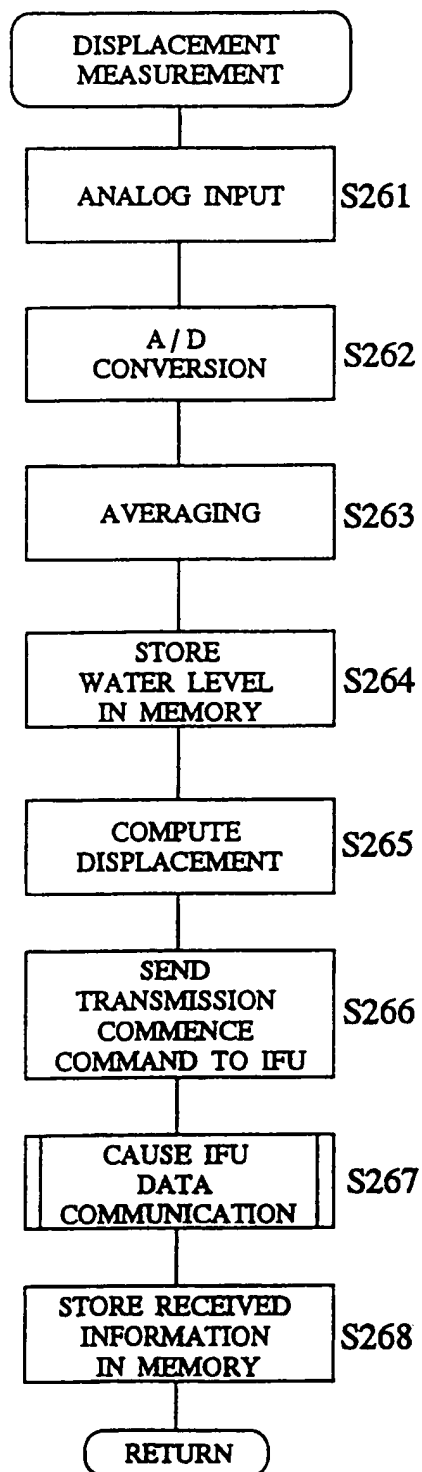 DISPLACEMENT
MEASUREMENT
ANALOG INPUT
S261
A / D
CONVERSION
S262
AVERAGING
S263
STORE
WATER LEVEL
IN MEMORY
S264
COMPUTE
DISPLACEMENT
S265
SEND
TRANSMISSION
COMMENCE
COMMAND TO IFU
S266
CAUSE IFU
DATA
COMMUNICATION
S267
STORE RECEIVED
INFORMATION
IN MEMORY
S268
RETURN